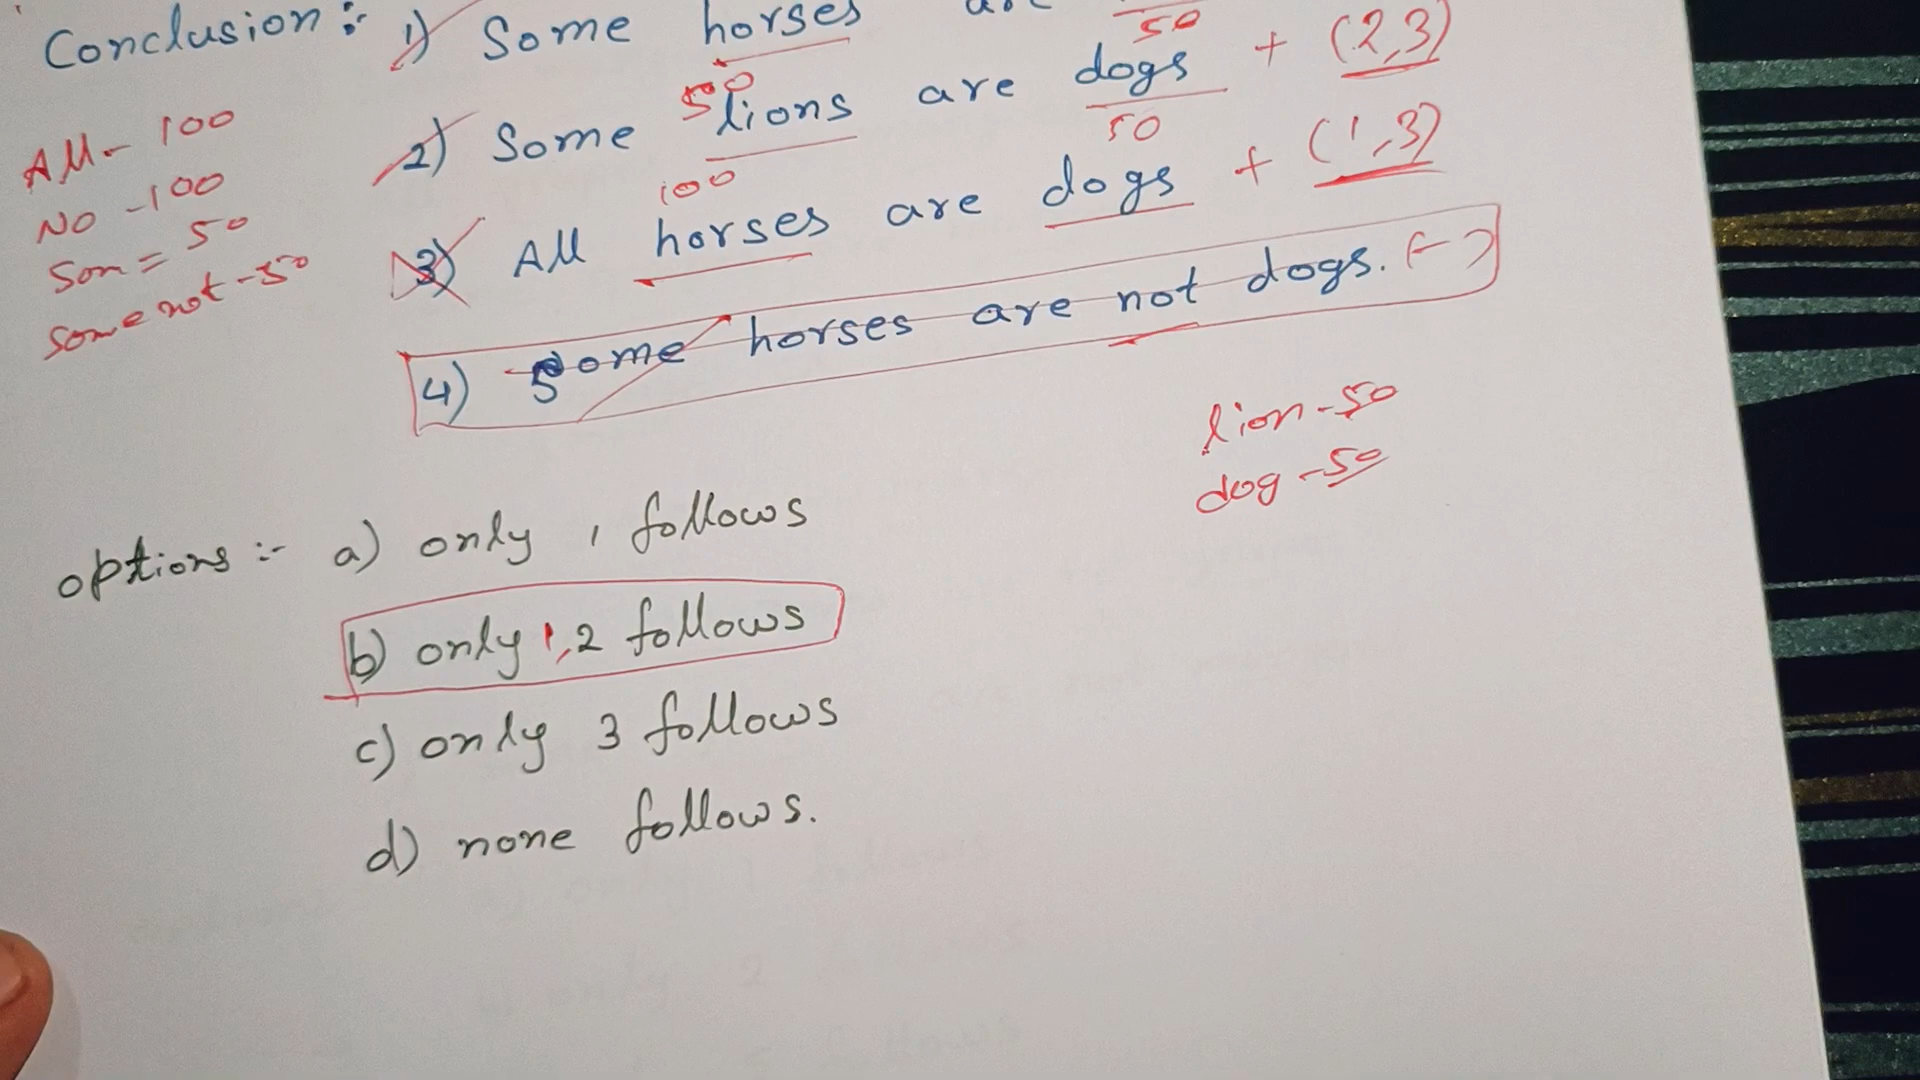 Conclusion :- 1) Some horses
50
2) Some lions are dogs + (2,3)
50
50
3) All horses are dogs + (1,3)
100
4) Some horses are not dogs. (-)
All - 100
No - 100
Som = 50
Some not - 50
lion - 50
dog - 50
options :- a) only 1 follows
b) only 1,2 follows
c) only 3 follows
d) none follows.